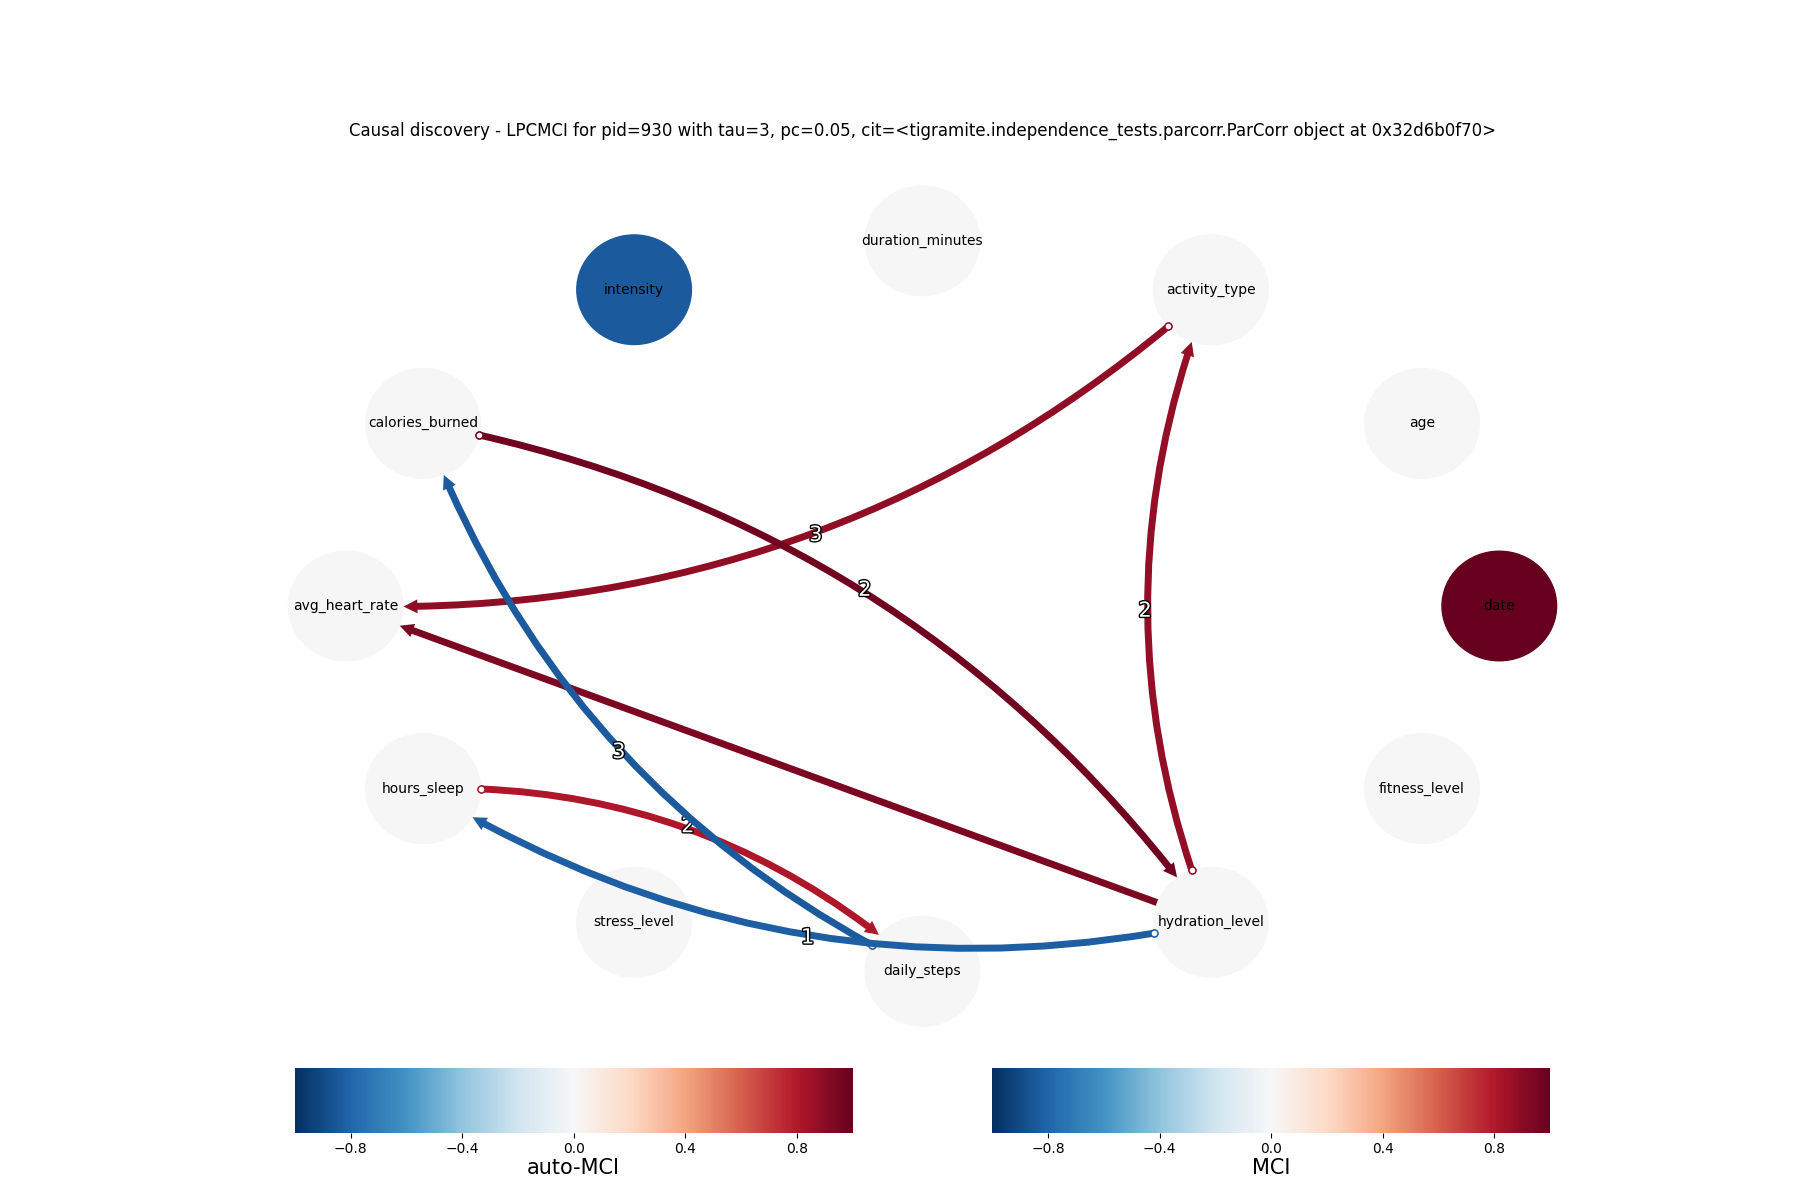 Causal discovery - LPCMCI for pid=930 with tau=3, pc=0.05, cit=<tigramite.independence_tests.parcorr.ParCorr object at 0x32d6b0f70>
duration_minutes
intensity
activity_type
calories_burned
age
3
2
avg_heart_rate
2
date
3
hours_sleep
2
fitness_level
stress_level
1
hydration_level
daily_steps
−0.8
−0.4
0.0
0.4
0.8
auto-MCI
−0.8
−0.4
0.0
0.4
0.8
MCI